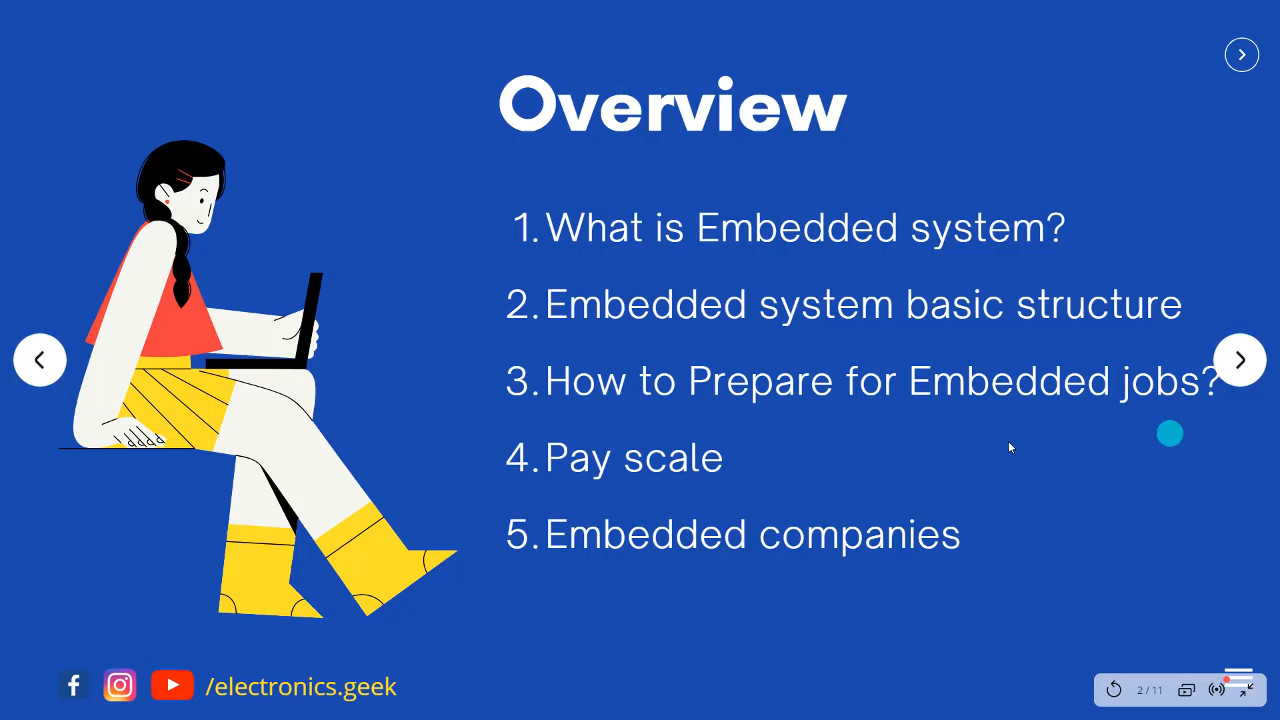 Overview
1. What is Embedded system?
2. Embedded system basic structure
3. How to Prepare for Embedded jobs?
4. Pay scale
5. Embedded companies
/electronics.geek
2 / 11